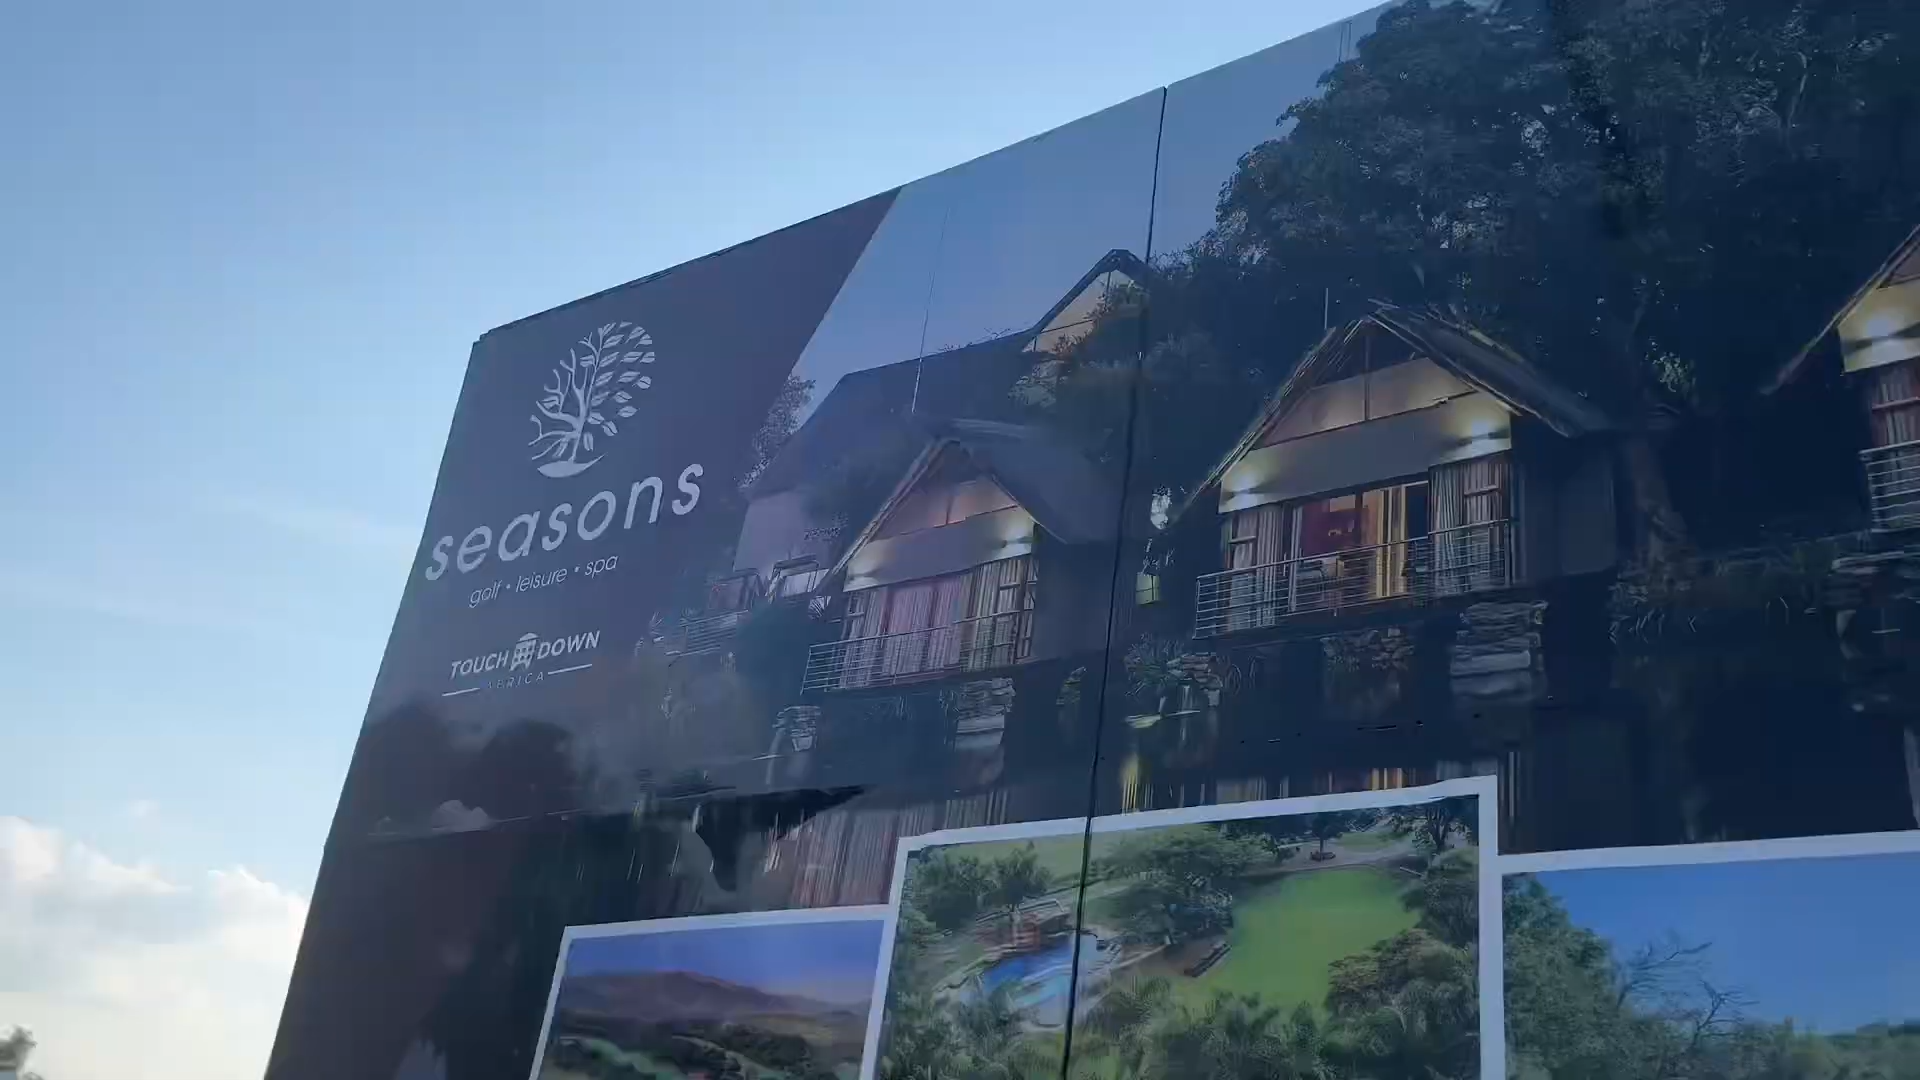 seasons
golf • leisure • spa
TOUCH DOWN
AFRICA